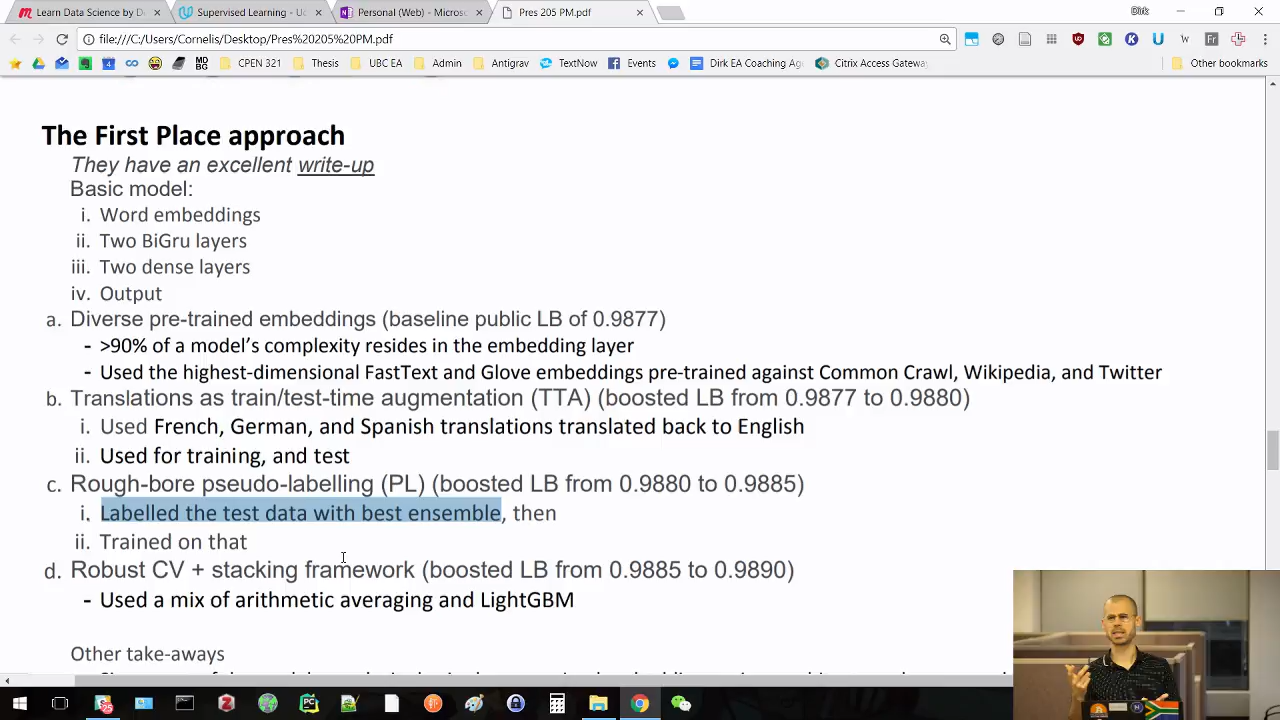 Learn Data Science by D
Supervised Learning - U
Personal (Web) - Micros
Pres 205 PM.pdf
file:///C:/Users/Cornelis/Desktop/Pres%20205%20PM.pdf
CPEN 321
Thesis
UBC EA
Admin
Antigrav
TextNow
Events
Dirk EA Coaching Ag
Citrix Access Gateway
Other bookmarks
The First Place approach
They have an excellent write-up
Basic model:
i. Word embeddings
ii. Two BiGru layers
iii. Two dense layers
iv. Output
a. Diverse pre-trained embeddings (baseline public LB of 0.9877)
- >90% of a model’s complexity resides in the embedding layer
- Used the highest-dimensional FastText and Glove embeddings pre-trained against Common Crawl, Wikipedia, and Twitter
b. Translations as train/test-time augmentation (TTA) (boosted LB from 0.9877 to 0.9880)
i. Used French, German, and Spanish translations translated back to English
ii. Used for training, and test
c. Rough-bore pseudo-labelling (PL) (boosted LB from 0.9880 to 0.9885)
i. Labelled the test data with best ensemble, then
ii. Trained on that
d. Robust CV + stacking framework (boosted LB from 0.9885 to 0.9890)
- Used a mix of arithmetic averaging and LightGBM
Other take-aways